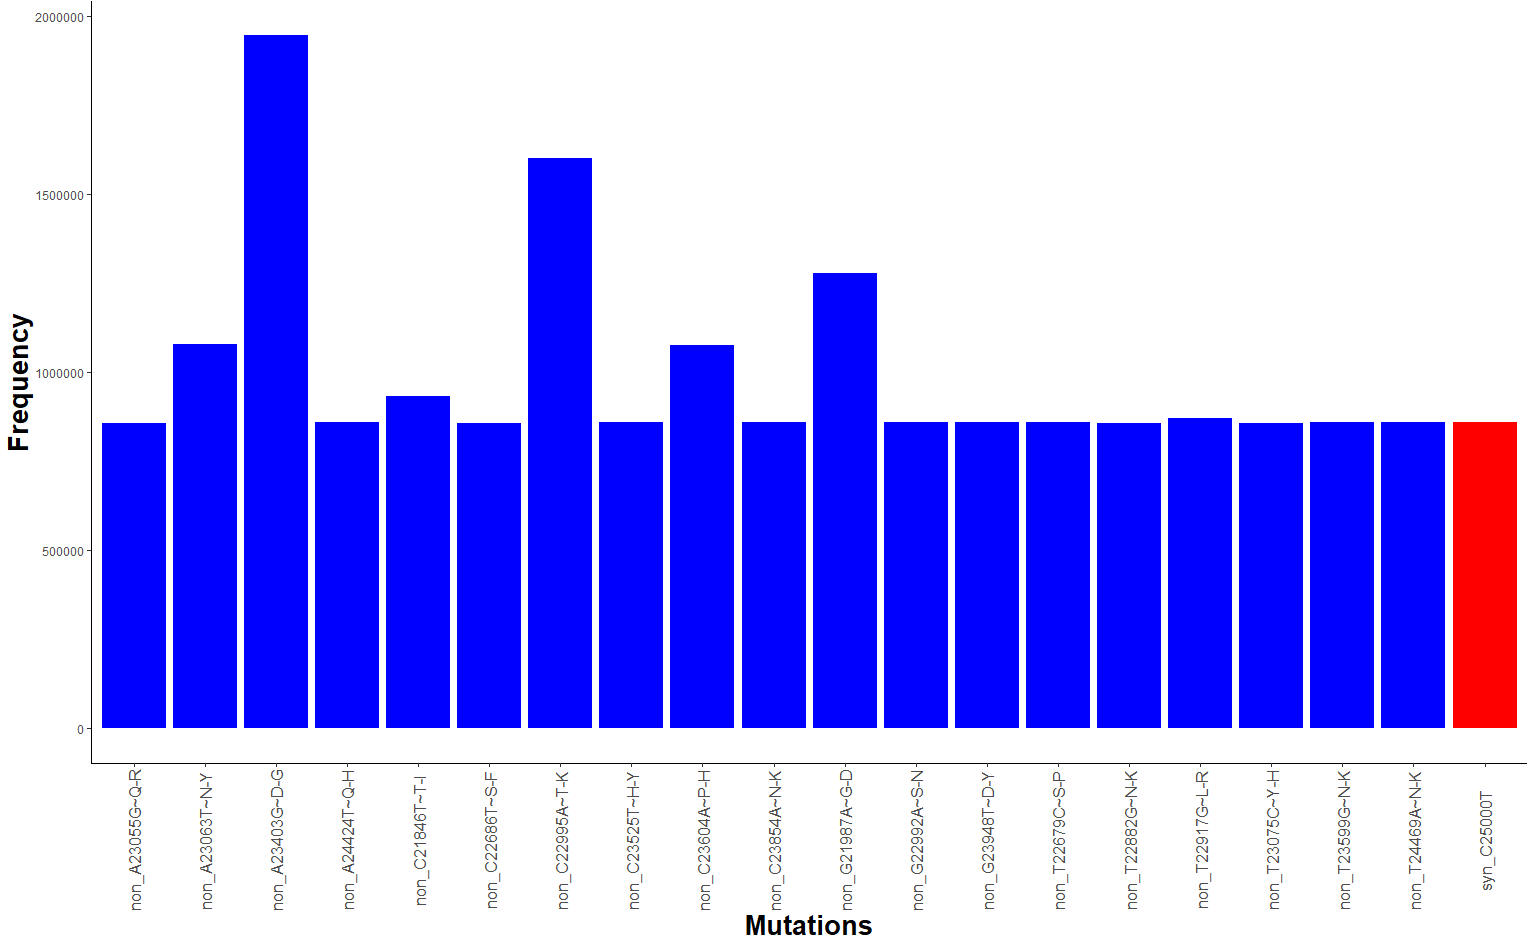 Frequency
2000000
1500000
1000000
500000
0
non_A23055G~Q-R
non_A23063T~N-Y
non_A23403G~D-G
non_A24424T~Q-H
non_C21846T~T-I
non_C22686T~S-F
non_C22995A~T-K
non_C23525T~H-Y
non_C23604A~P-H
non_C23854A~N-K
non_G21987A~G-D
non_G22992A~S-N
non_G23948T~D-Y
non_T22679C~S-P
non_T22882G~N-K
non_T22917G~L-R
non_T23075C~Y-H
non_T23599G~N-K
non_T24469A~N-K
syn_C25000T
Mutations